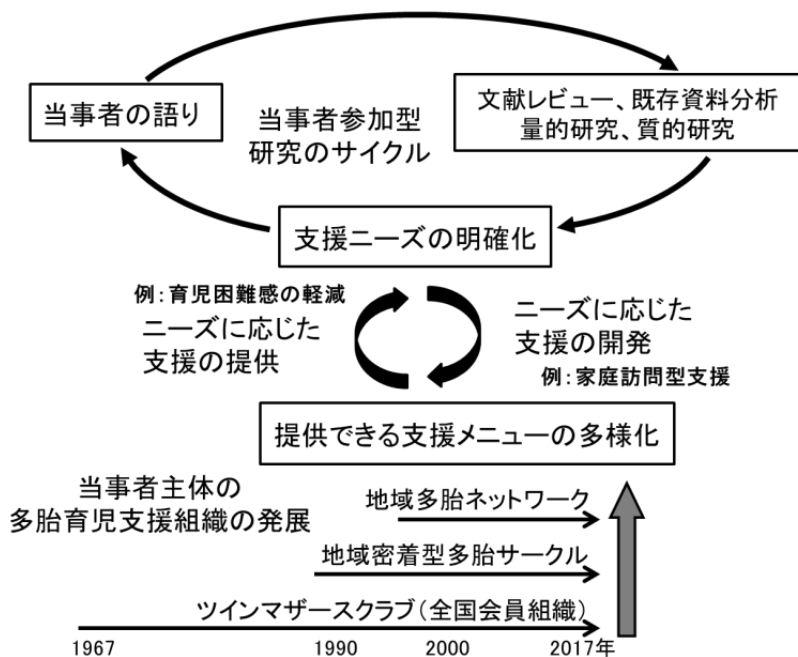 当事者の語り
文献レビュー、既存資料分析
量的研究、質的研究
当事者参加型
研究のサイクル
支援ニーズの明確化
例：育児困難感の軽減
ニーズに応じた
支援の提供
ニーズに応じた
支援の開発
例：家庭訪問型支援
提供できる支援メニューの多様化
当事者主体の
多胎育児支援組織の発展
地域多胎ネットワーク
地域密着型多胎サークル
ツインマザースクラブ（全国会員組織）
1967 1990 2000 2017年